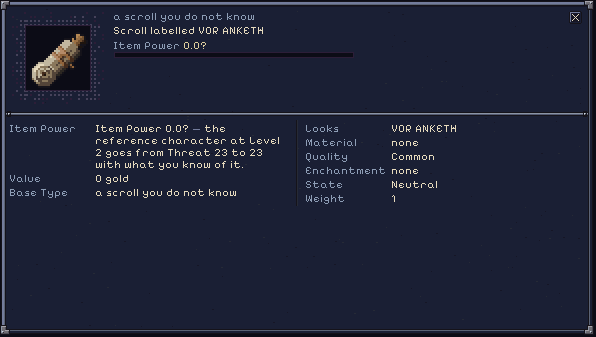 a scroll you do not know
Scroll labelled VOR ANKETH
Item Power 0.0?
Item Power Item Power 0.0? — the
reference character at Level
2 goes from Threat 23 to 23
with what you know of it.
Value 0 gold
Base Type a scroll you do not know
Looks VOR ANKETH
Material none
Quality Common
Enchantment none
State Neutral
Weight 1